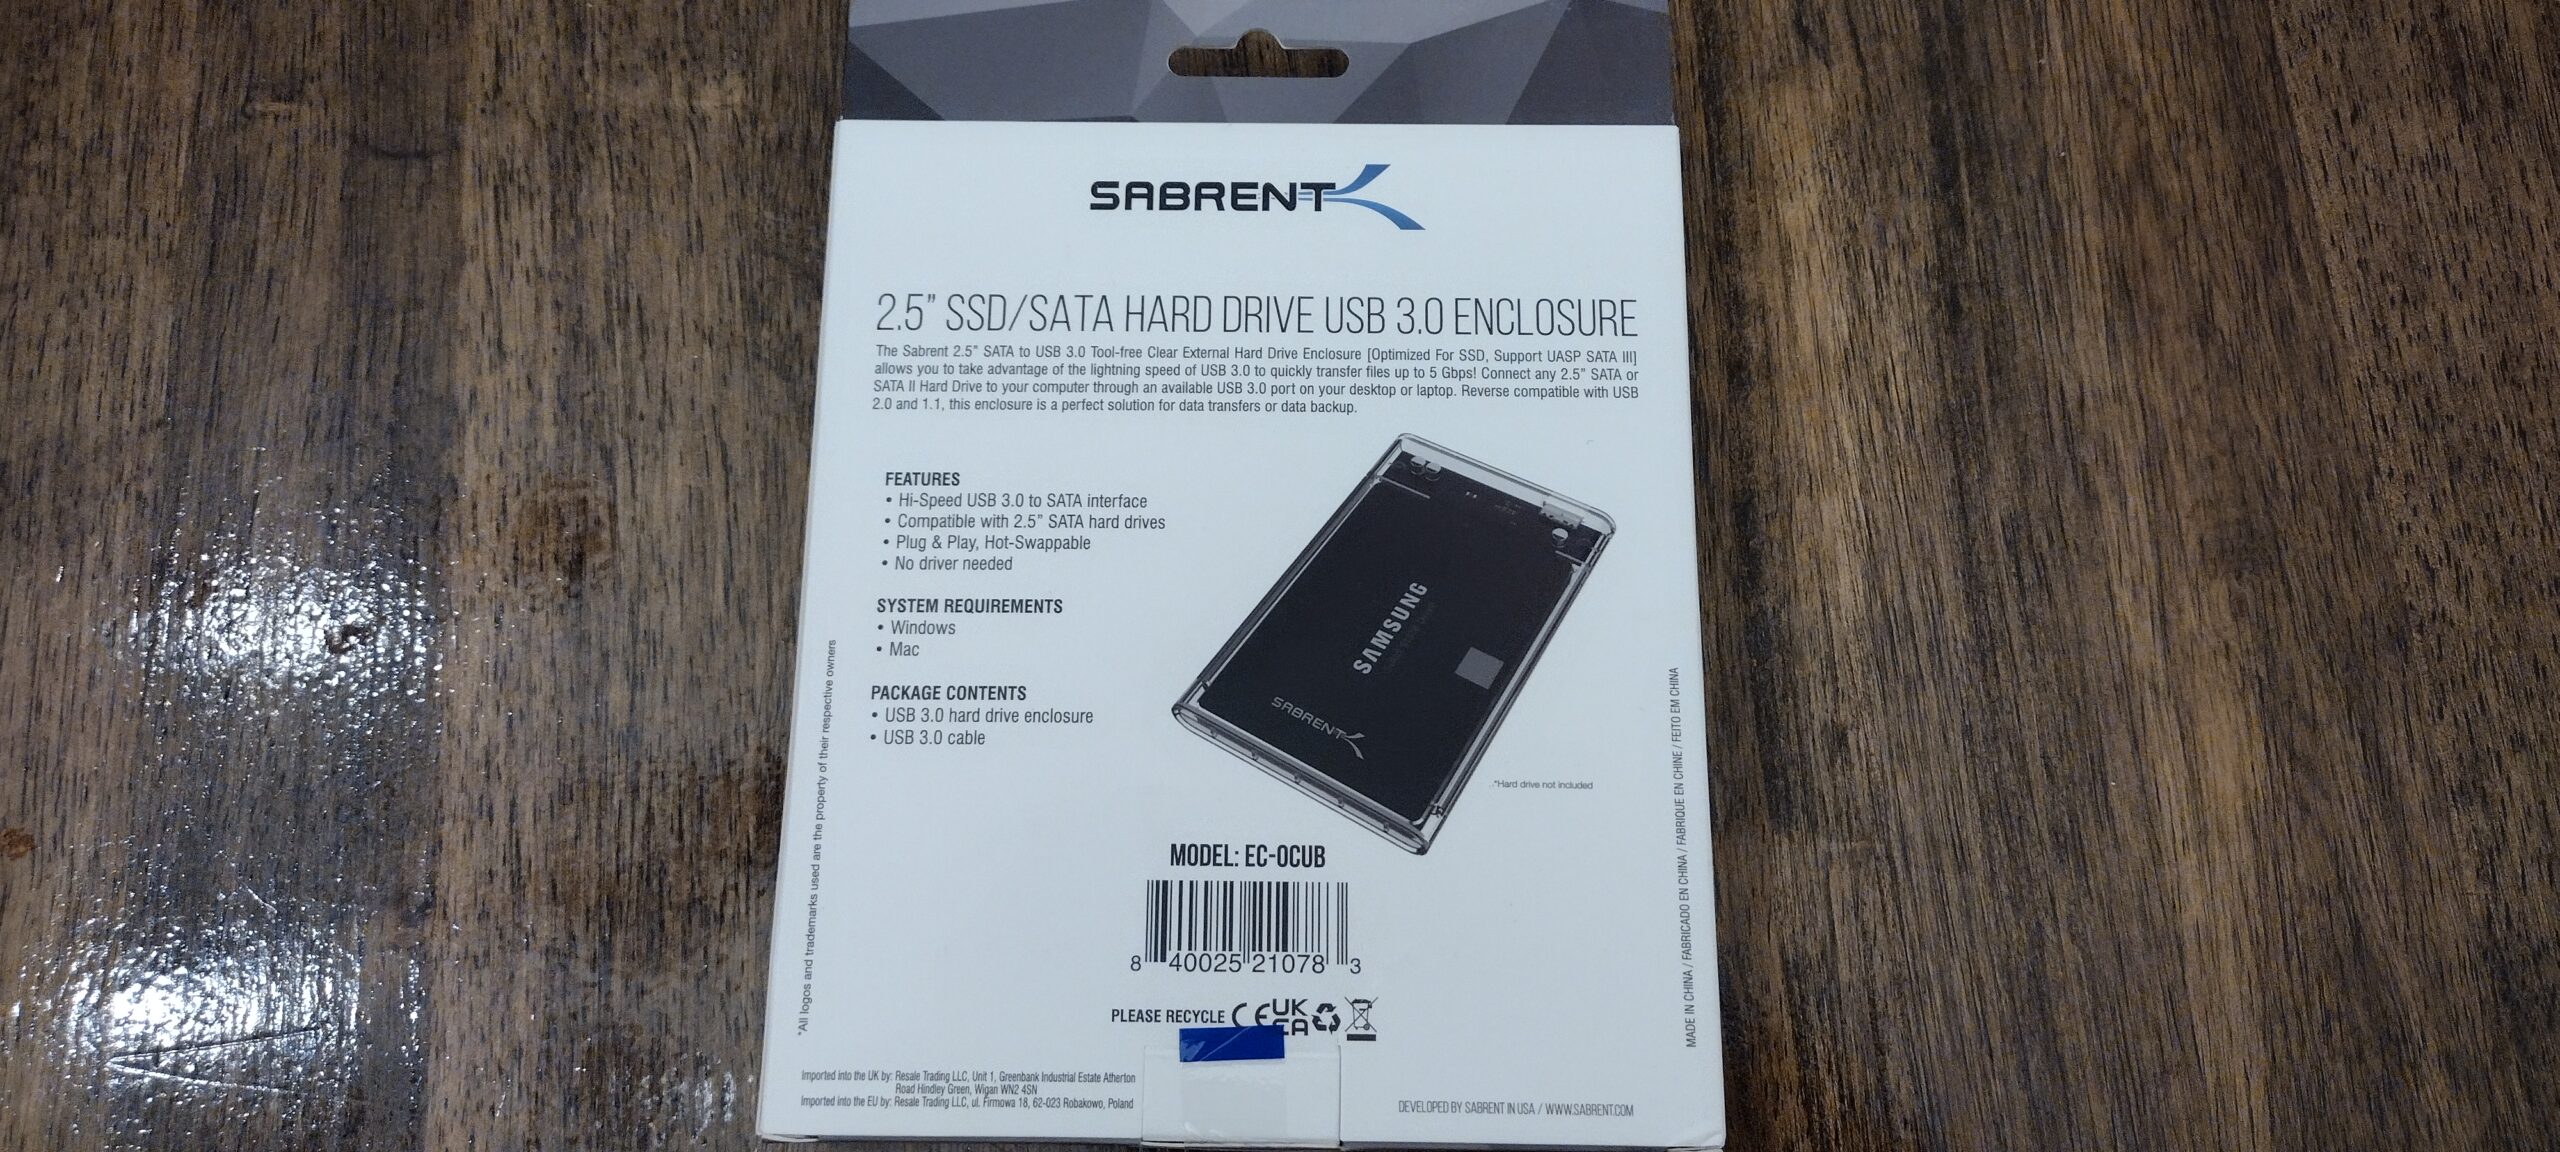 SABRENT
2.5" SSD/SATA HARD DRIVE USB 3.0 ENCLOSURE
The Sabrent 2.5" SATA to USB 3.0 Tool-free Clear External Hard Drive Enclosure [Optimized For SSD, Support UASP SATA III]
allows you to take advantage of the lightning speed of USB 3.0 to quickly transfer files up to 5 Gbps! Connect any 2.5" SATA or
SATA II Hard Drive to your computer through an available USB 3.0 port on your desktop or laptop. Reverse compatible with USB
2.0 and 1.1, this enclosure is a perfect solution for data transfers or data backup.
FEATURES
• Hi-Speed USB 3.0 to SATA interface
• Compatible with 2.5" SATA hard drives
• Plug & Play, Hot-Swappable
• No driver needed
SYSTEM REQUIREMENTS
• Windows
• Mac
PACKAGE CONTENTS
• USB 3.0 hard drive enclosure
• USB 3.0 cable
SAMSUNG
SABRENT
*Hard drive not included
MODEL: EC-OCUB
8 40025 21078 3
PLEASE RECYCLE CE UK CA
*All logos and trademarks used are the property of their respective owners
MADE IN CHINA / FABRICADO EN CHINA / FABRIQUE EN CHINE / FEITO EM CHINA
Imported into the UK by: Resale Trading LLC, Unit 1, Greenbank Industrial Estate Atherton
Road Hindley Green, Wigan WN2 4SN
Imported into the EU by: Resale Trading LLC, ul. Firmowa 18, 62-023 Robakowo, Poland
DEVELOPED BY SABRENT IN USA / WWW.SABRENT.COM